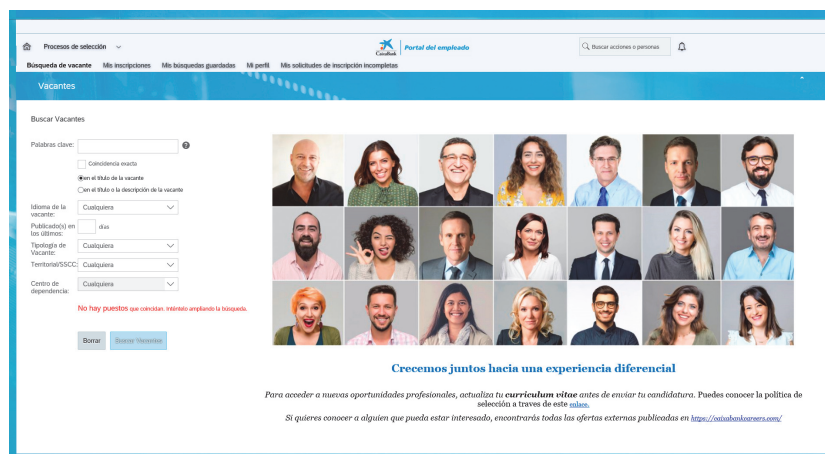 Procesos de selección
CaixaBank
Portal del empleado
Buscar acciones o personas
Búsqueda de vacante Mis inscripciones Mis búsquedas guardadas Mi perfil Mis solicitudes de inscripción incompletas
Vacantes
Buscar Vacantes
Palabras clave:
Coincidencia exacta
en el título de la vacante
en el título o la descripción de la vacante
Idioma de la
vacante:
Cualquiera
Publicado(s) en
los últimos:
días
Tipología de
Vacante:
Cualquiera
Territorial/SSCC:
Cualquiera
Centro de
dependencia:
Cualquiera
No hay puestos que coincidan. Inténtelo ampliando la búsqueda.
Borrar
Buscar Vacantes
Crecemos juntos hacia una experiencia diferencial
Para acceder a nuevas oportunidades profesionales, actualiza tu curriculum vitae antes de enviar tu candidatura. Puedes conocer la política de
selección a traves de este enlace.
Si quieres conocer a alguien que pueda estar interesado, encontrarás todas las ofertas externas publicadas en https://caixabankcareers.com/